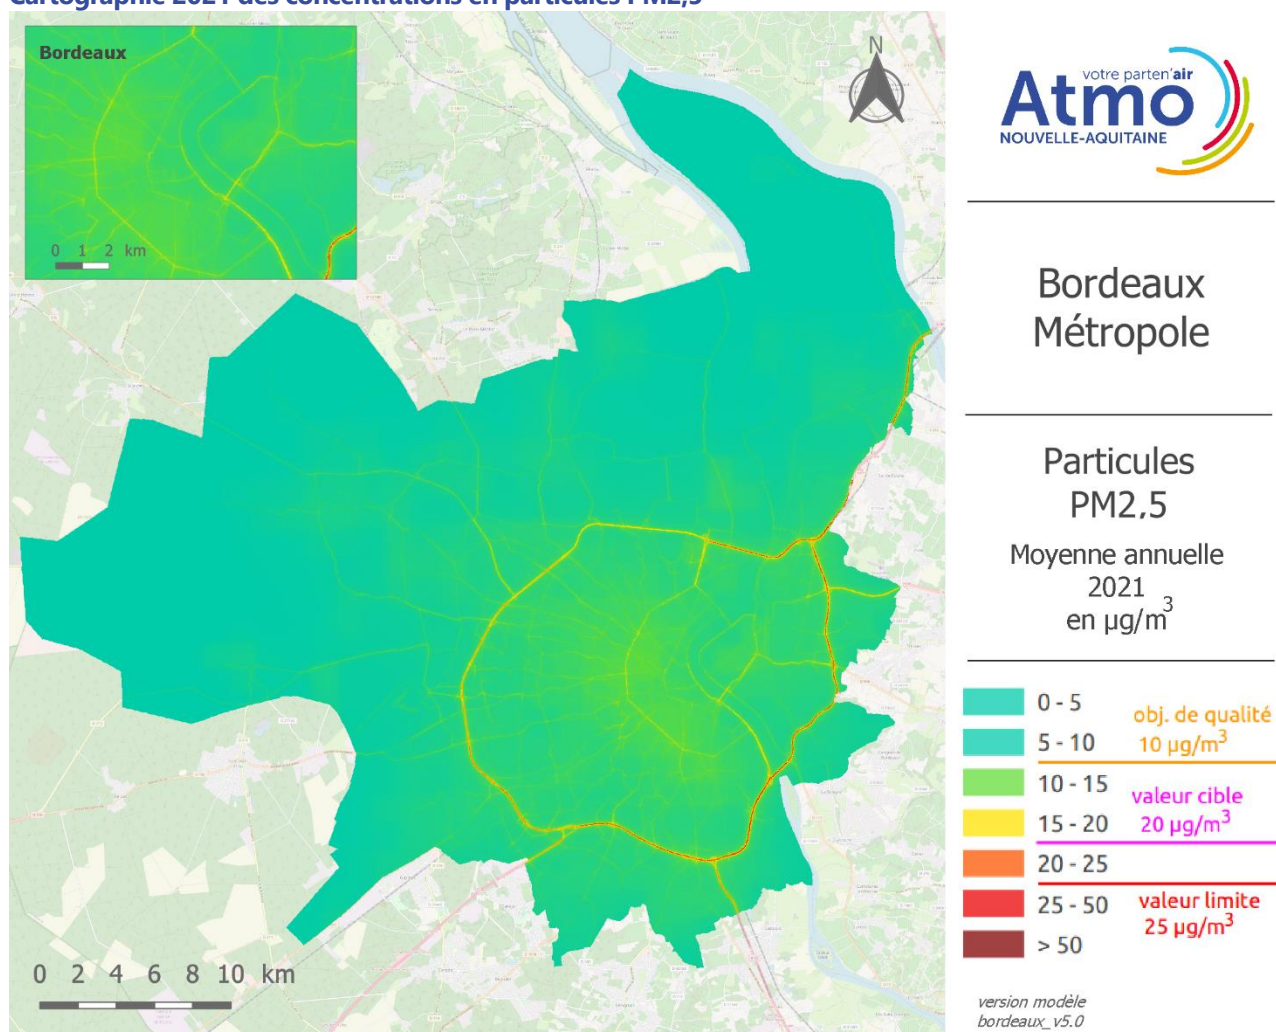 Cartographie 2021 des concentrations en particules PM2,5
Bordeaux
0 1 2 km
N
votre parten'air
Atmo
NOUVELLE-AQUITAINE
Bordeaux
Métropole
Particules
PM2,5
Moyenne annuelle
2021
en µg/m³
0 - 5
obj. de qualité
5 - 10
10 µg/m³
10 - 15
valeur cible
15 - 20
20 µg/m³
20 - 25
25 - 50
valeur limite
25 µg/m³
> 50
0 2 4 6 8 10 km
version modèle
bordeaux_v5.0